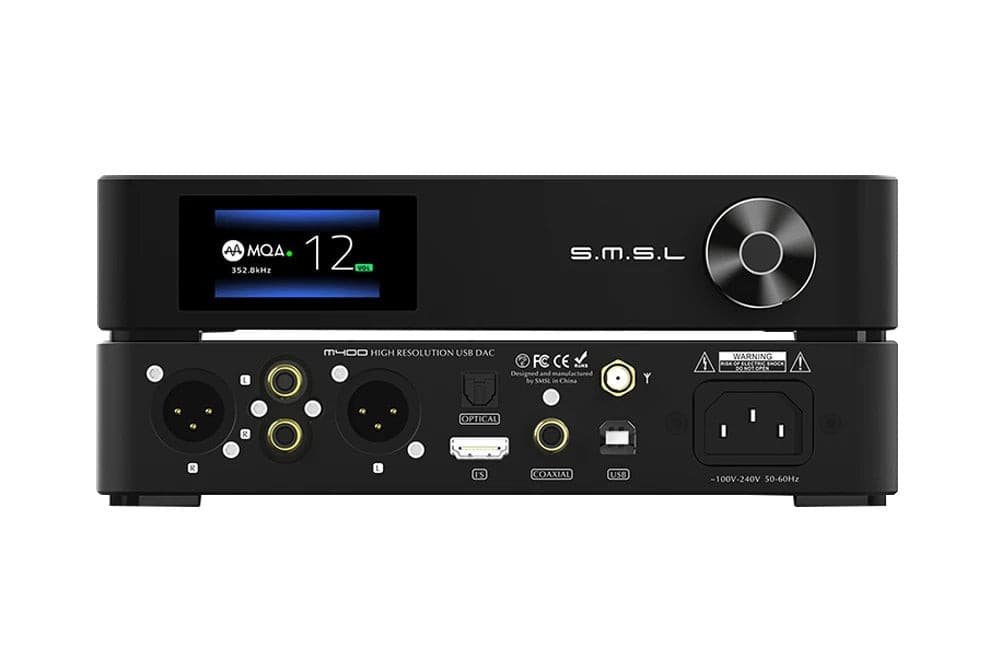 MQA
352.8kHz
12
VOL
S.M.S.L
M400 HIGH RESOLUTION USB DAC
L
R
R
L
OPTICAL
I²S
FC CE
Designed and manufactured
by SMSL in China
COAXIAL
USB
WARNING
RISK OF ELECTRIC SHOCK
DO NOT OPEN
~100V-240V 50-60Hz